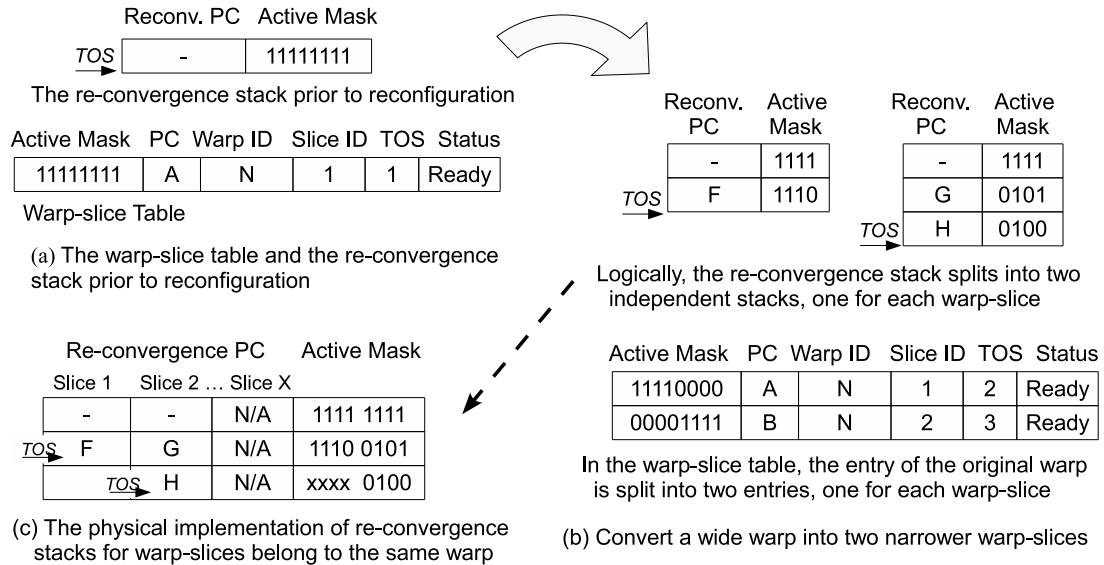 Reconv. PC Active Mask
TOS - 11111111
The re-convergence stack prior to reconfiguration
Active Mask PC Warp ID Slice ID TOS Status
11111111 A N 1 1 Ready
Warp-slice Table
(a) The warp-slice table and the re-convergence
stack prior to reconfiguration
Reconv. Active
PC Mask
- 1111
TOS F 1110
Reconv. Active
PC Mask
- 1111
G 0101
TOS H 0100
Logically, the re-convergence stack splits into two
independent stacks, one for each warp-slice
Active Mask PC Warp ID Slice ID TOS Status
11110000 A N 1 2 Ready
00001111 B N 2 3 Ready
In the warp-slice table, the entry of the original warp
is split into two entries, one for each warp-slice
(b) Convert a wide warp into two narrower warp-slices
Re-convergence PC Active Mask
Slice 1 Slice 2 ... Slice X
- - N/A 1111 1111
TOS F G N/A 1110 0101
TOS H N/A xxxx 0100
(c) The physical implementation of re-convergence
stacks for warp-slices belong to the same warp